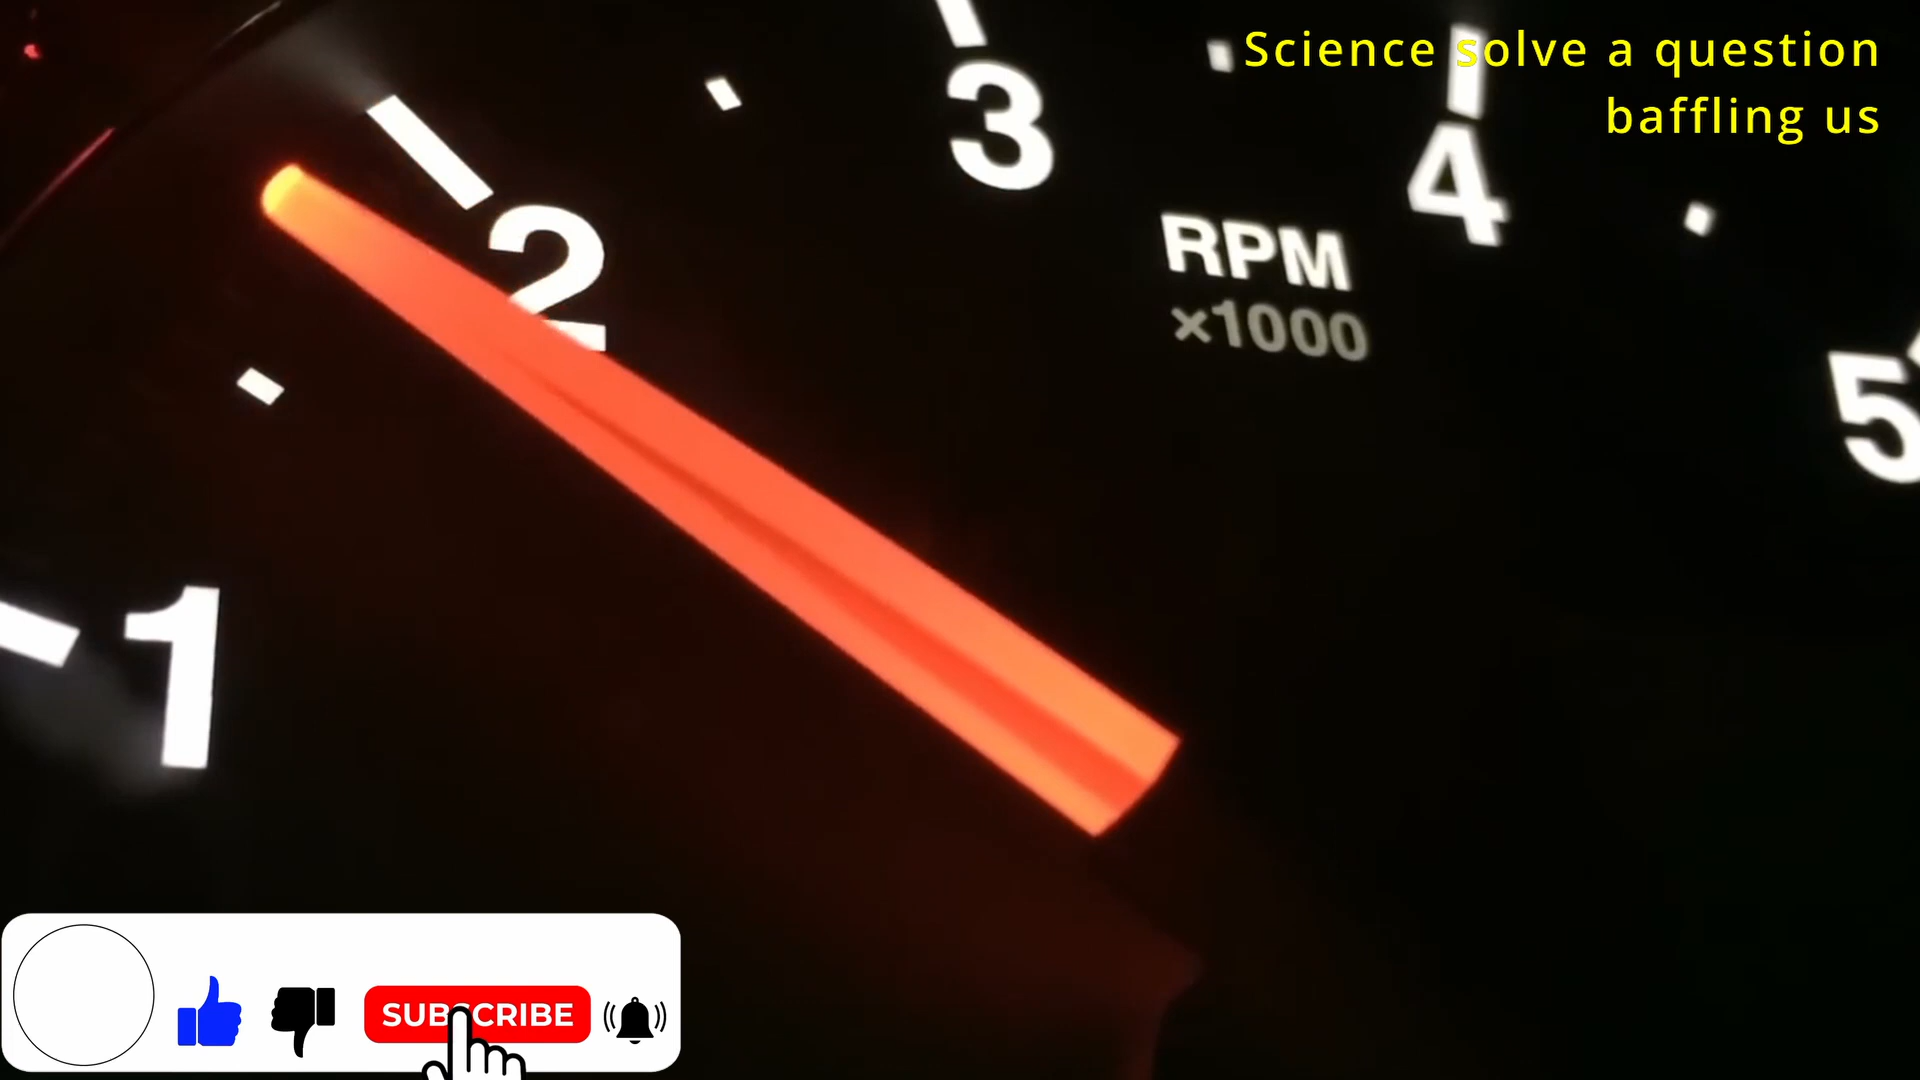 Science solve a question
baffling us
3
4
2
RPM
×1000
5
1
SUBSCRIBE